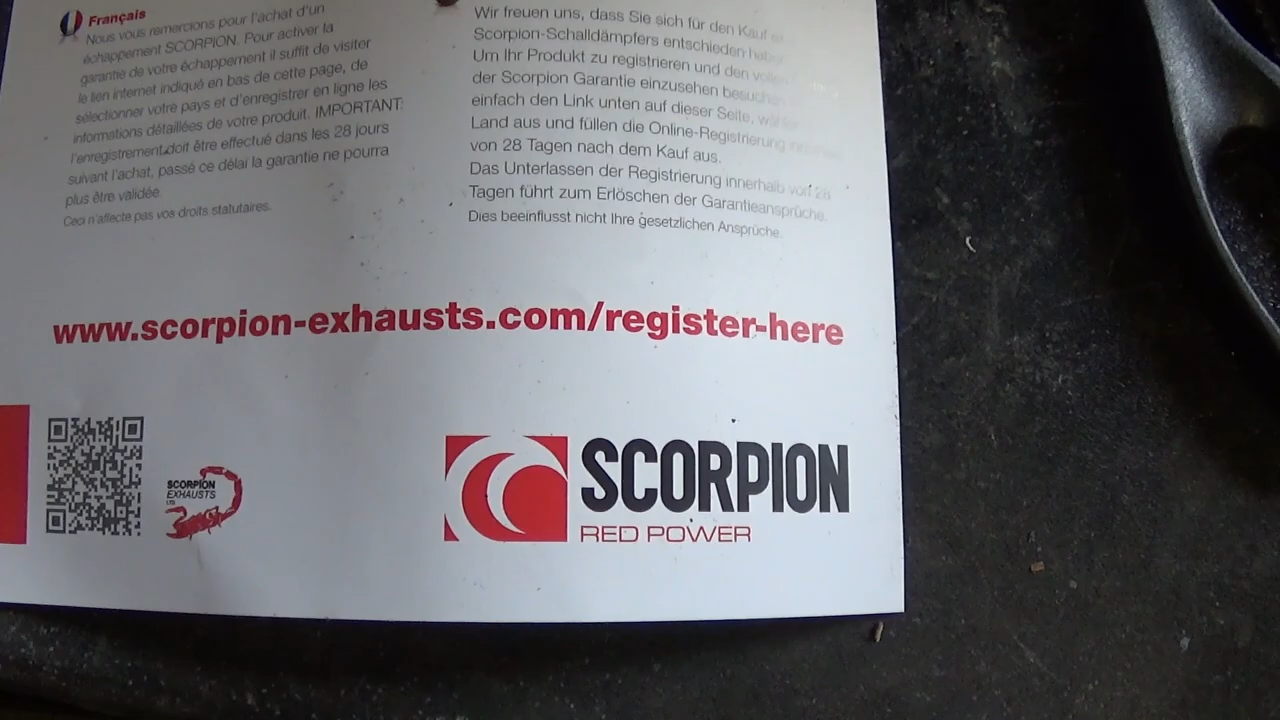 Français
Nous vous remercions pour l'achat d'un
échappement SCORPION. Pour activer la
garantie de votre échappement il suffit de visiter
le lien internet indiqué en bas de cette page, de
sélectionner votre pays et d'enregistrer en ligne les
informations détaillées de votre produit. IMPORTANT:
l'enregistrement doit être effectué dans les 28 jours
suivant l'achat, passé ce délai la garantie ne pourra
plus être validée.
Ceci n'affecte pas vos droits statutaires.
Wir freuen uns, dass Sie sich für den Kauf
Scorpion-Schalldämpfers entschieden haben
Um Ihr Produkt zu registrieren und den
der Scorpion Garantie einzusehen besuchen
einfach den Link unten auf dieser Seite,
Land aus und füllen die Online-Registrierung
von 28 Tagen nach dem Kauf aus.
Das Unterlassen der Registrierung innerhalb von 28
Tagen führt zum Erlöschen der Garantieansprüche.
Dies beeinflusst nicht Ihre gesetzlichen Ansprüche.
www.scorpion-exhausts.com/register-here
SCORPION
EXHAUSTS
LTD
SCORPION
RED POWER